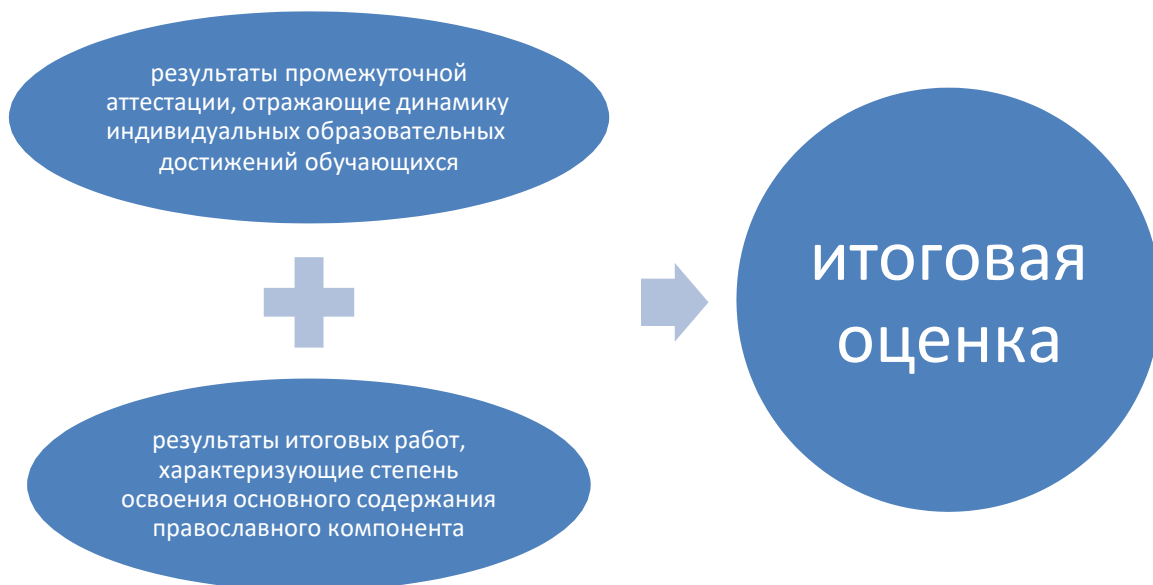 результаты промежуточной
аттестации, отражающие динамику
индивидуальных образовательных
достижений обучающихся
результаты итоговых работ,
характеризующие степень
освоения основного содержания
православного компонента
итоговая
оценка